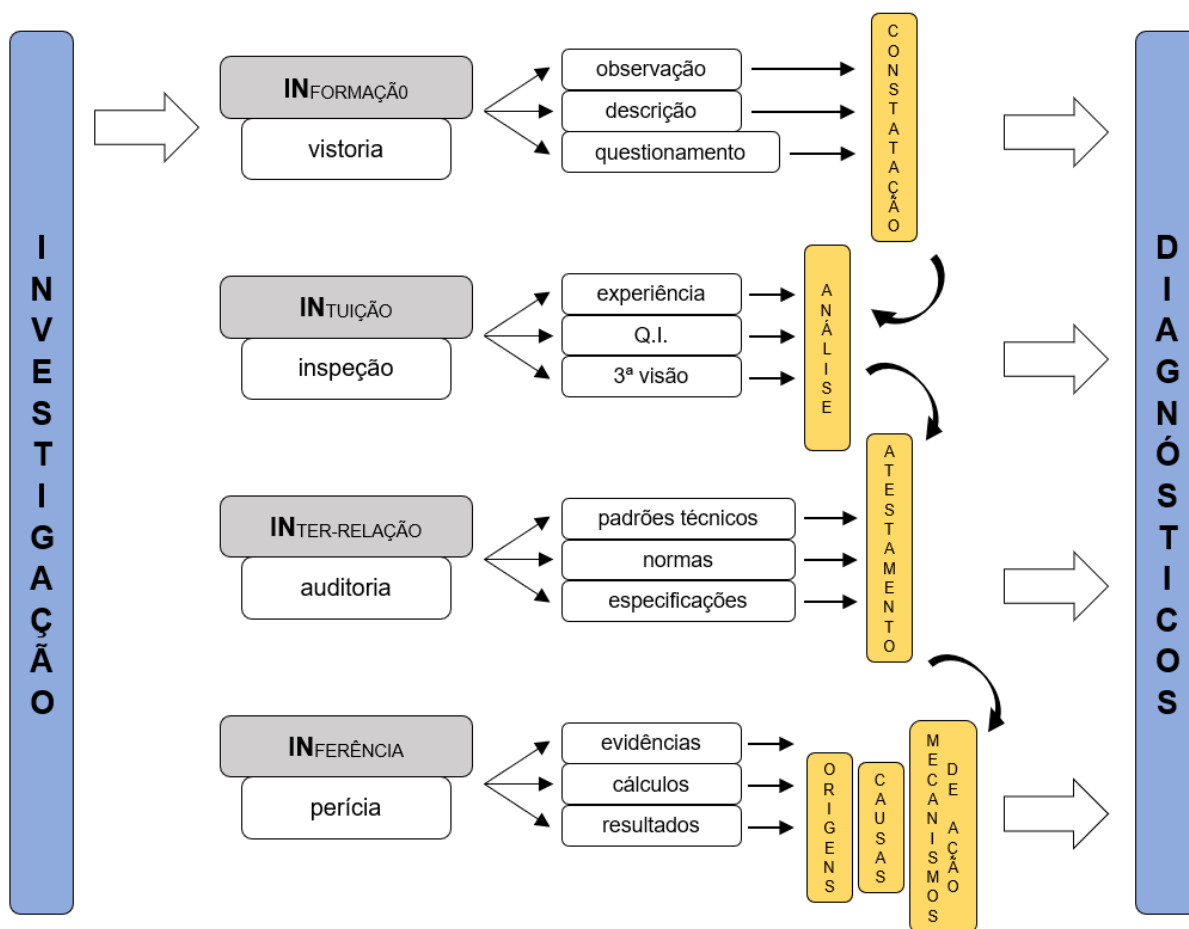 INVESTIGAÇÃO
INFORMAÇÃ0
vistoria
observação
descrição
questionamento
CONSTATAÇÃO
INTUIÇÃO
inspeção
experiência
Q.I.
3ª visão
ANÁLISE
INTER-RELAÇÃO
auditoria
padrões técnicos
normas
especificações
ATESTAMENTO
INFERÊNCIA
perícia
evidências
cálculos
resultados
ORIGENS
CAUSAS
MECANISMOS
DE AÇÃO
DIAGNÓSTICOS